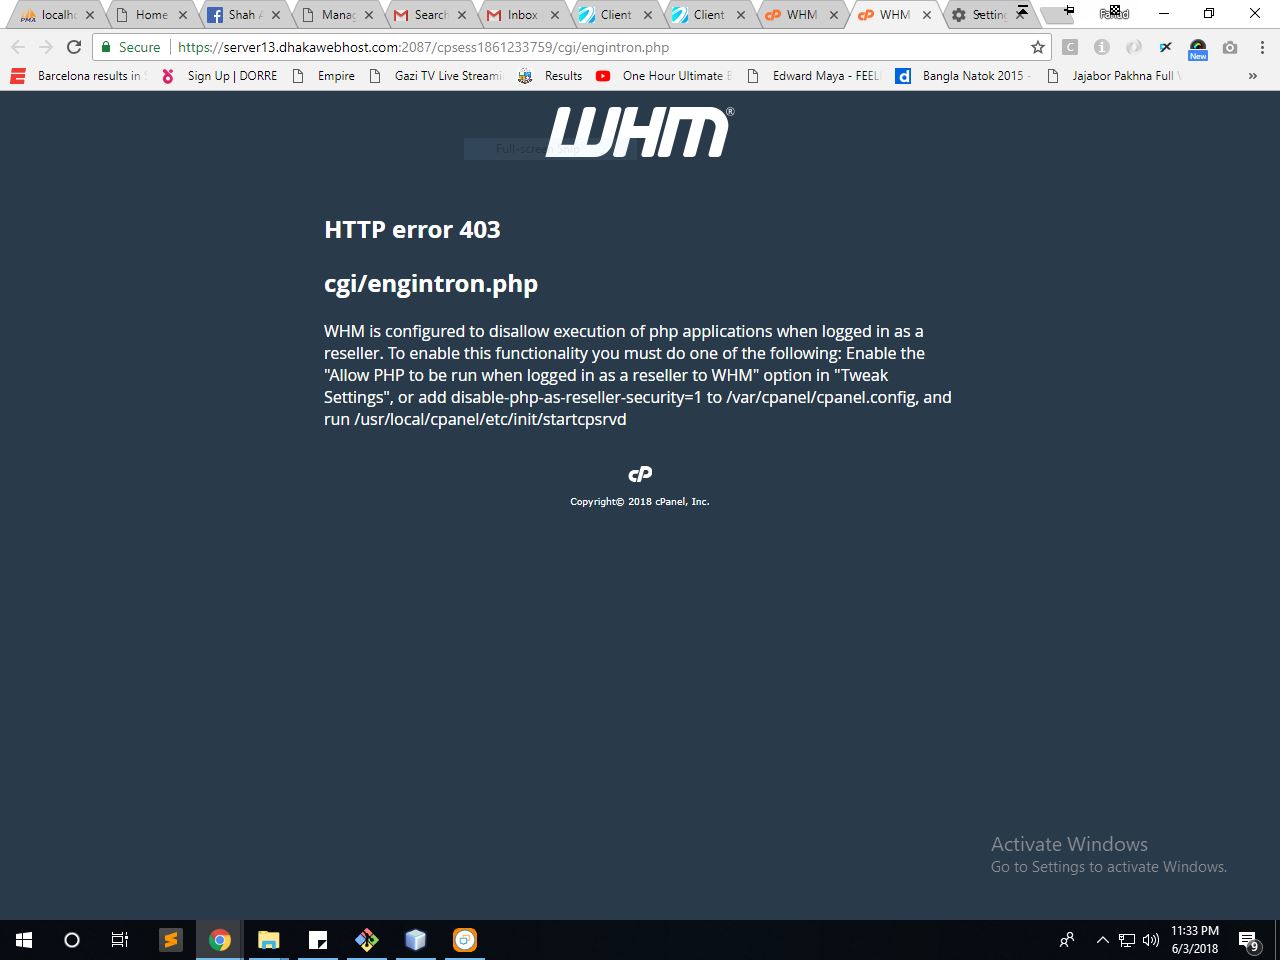 localh
Home
Shah A
Manag
Search
Inbox
Client
Client
WHM
WHM
Setting
Secure
https://server13.dhakawebhost.com:2087/cpsess1861233759/cgi/engintron.php
New
Barcelona results in
Sign Up | DORRE
Empire
Gazi TV Live Streami
Results
One Hour Ultimate
Edward Maya - FEEL
Bangla Natok 2015 -
Jajabor Pakhna Full
WHM®
Full-screen Snip
HTTP error 403
cgi/engintron.php
WHM is configured to disallow execution of php applications when logged in as a
reseller. To enable this functionality you must do one of the following: Enable the
"Allow PHP to be run when logged in as a reseller to WHM" option in "Tweak
Settings", or add disable-php-as-reseller-security=1 to /var/cpanel/cpanel.config, and
run /usr/local/cpanel/etc/init/startcpsrvd
cP
Copyright© 2018 cPanel, Inc.
Activate Windows
Go to Settings to activate Windows.
11:33 PM
6/3/2018
9